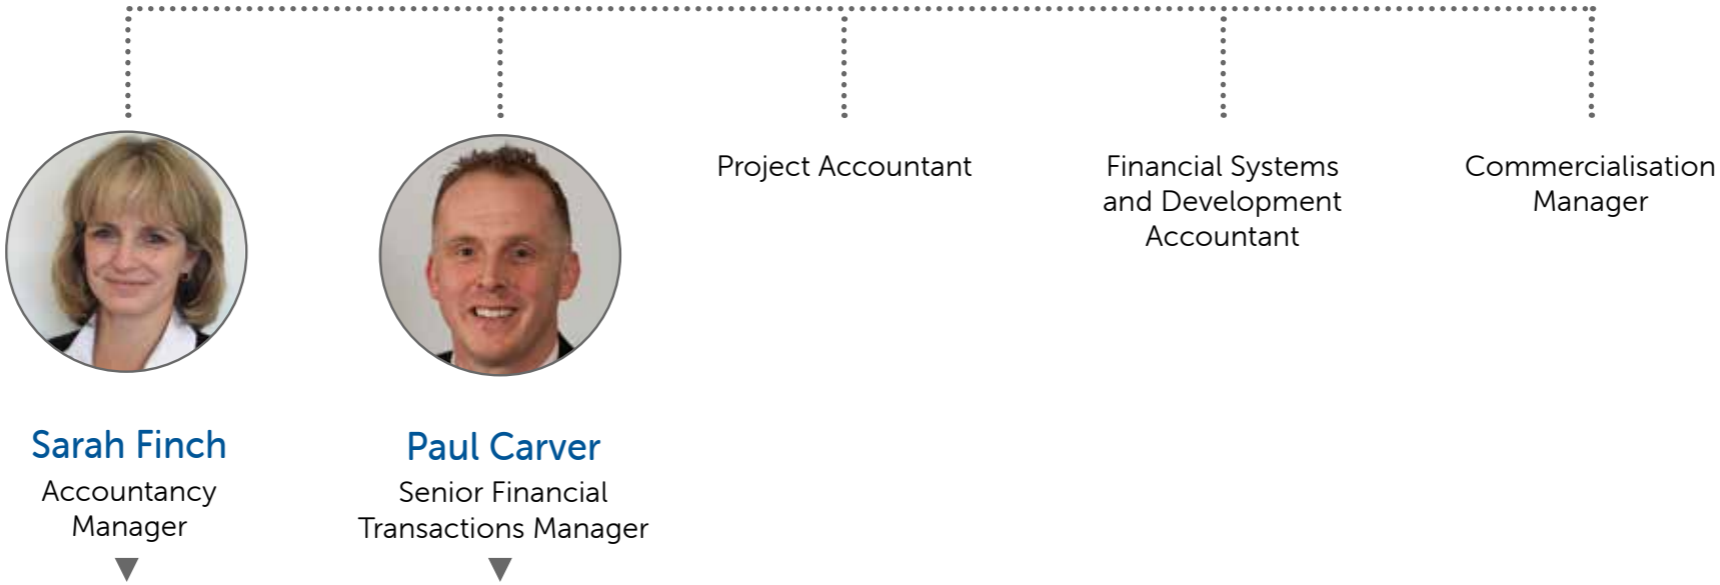 Sarah Finch
Accountancy
Manager
Paul Carver
Senior Financial
Transactions Manager
Project Accountant
Financial Systems
and Development
Accountant
Commercialisation
Manager